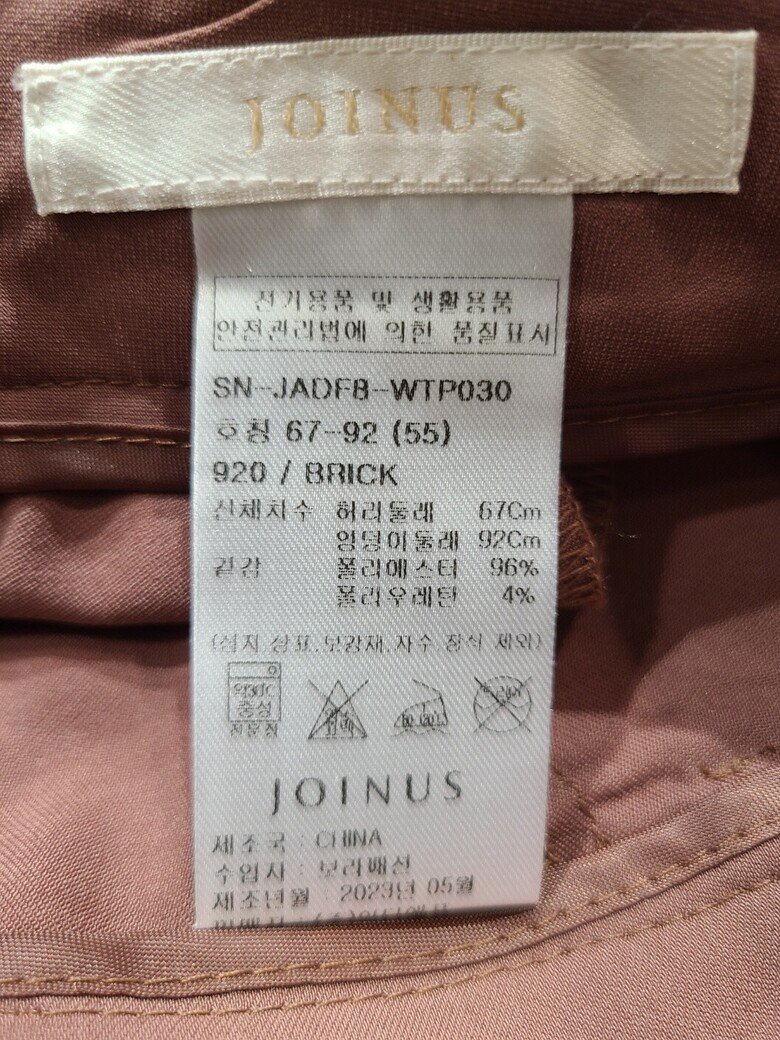 JOINUS
전기용품 및 생활용품
안전관리법에 의한 품질표시
SN-JADF8-WTP030
호칭 67-92 (55)
920 / BRICK
신체치수 허리둘레 67Cm
엉덩이둘레 92Cm
겉감 폴리에스터 96%
폴리우레탄 4%
(심지,상표,보강재,자수,장식 제외)
약30℃
중성
전문점
JOINUS
제조국 : CHINA
수입자 : 보라패션
제조년월 : 2023년 05월